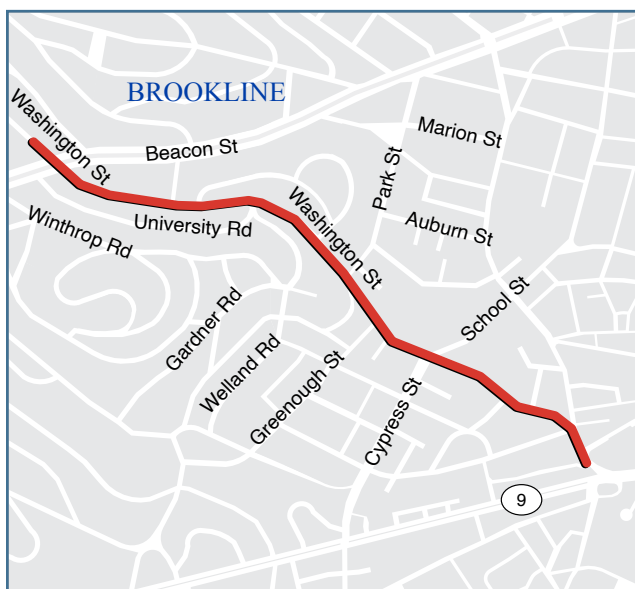 BROOKLINE
Washington St
Beacon St
Marion St
Park St
Washington St
Winthrop Rd
University Rd
Auburn St
Gardner Rd
School St
Welland Rd
Greenough St
Cypress St
9